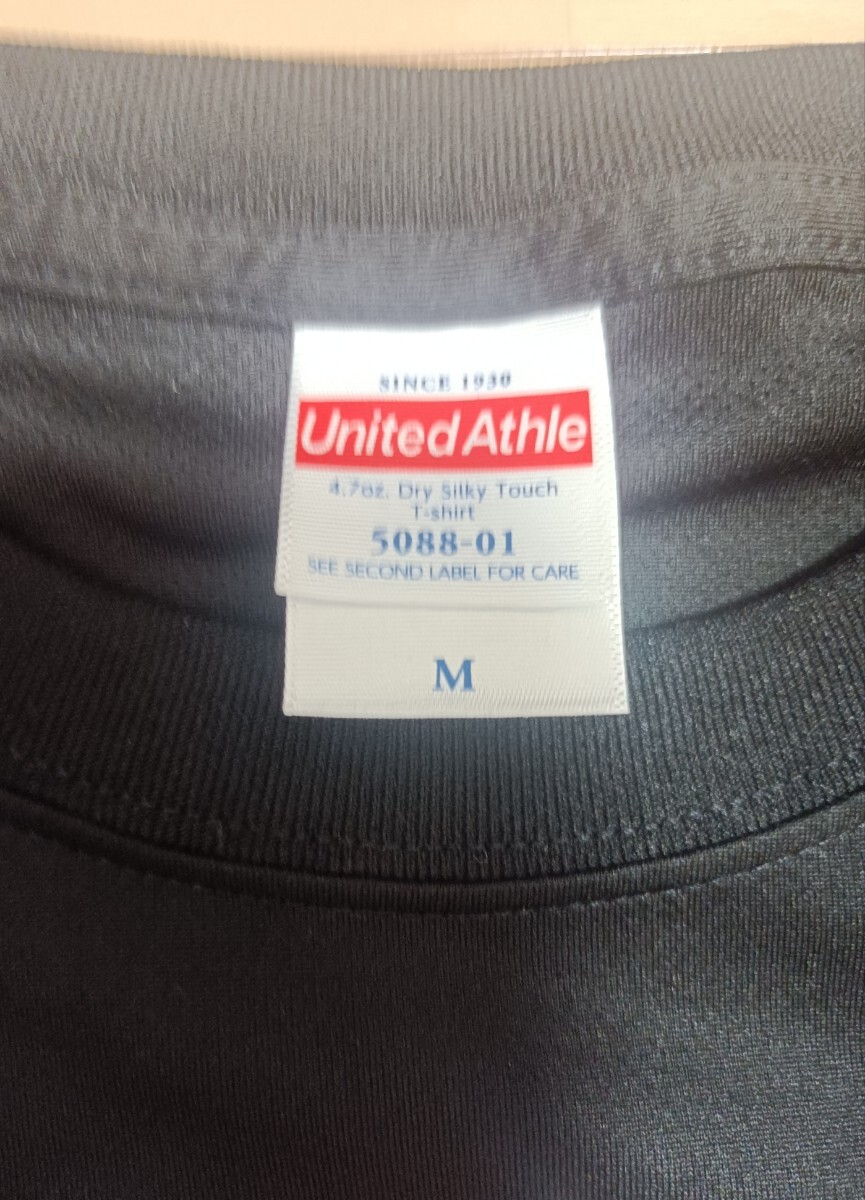 SINCE 1930
United Athle
4.7oz. Dry Silky Touch
T-shirt
5088-01
SEE SECOND LABEL FOR CARE
M